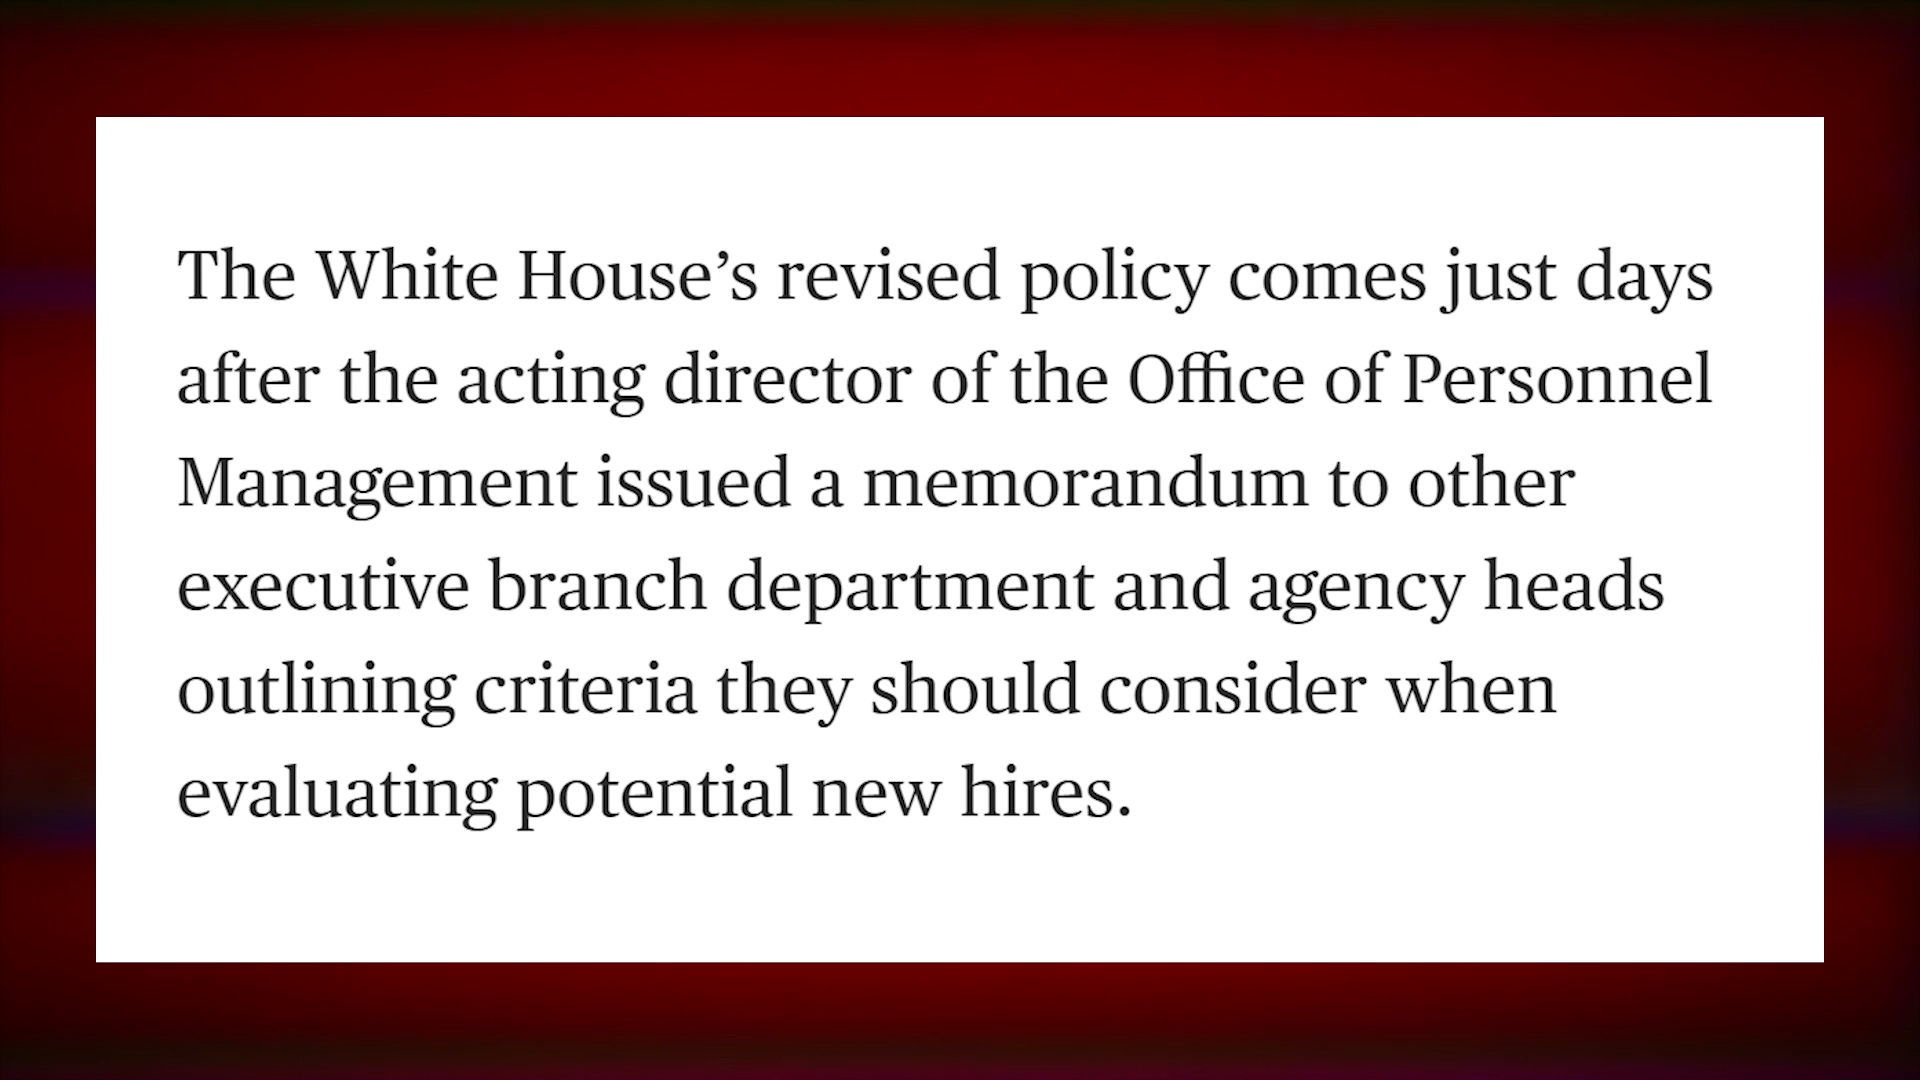 The White House’s revised policy comes just days
after the acting director of the Office of Personnel
Management issued a memorandum to other
executive branch department and agency heads
outlining criteria they should consider when
evaluating potential new hires.